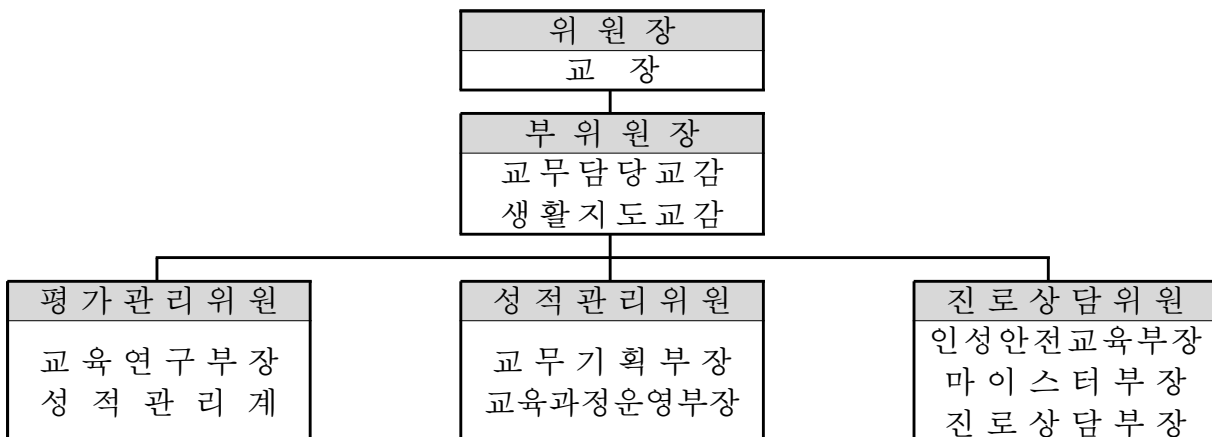 위 원 장
교 장
부 위 원 장
교무담당교감
생활지도교감
평가관리위원
교육연구부장
성적관리계
성적관리위원
교무기획부장
교육과정운영부장
진로상담위원
인성안전교육부장
마이스터부장
진로상담부장